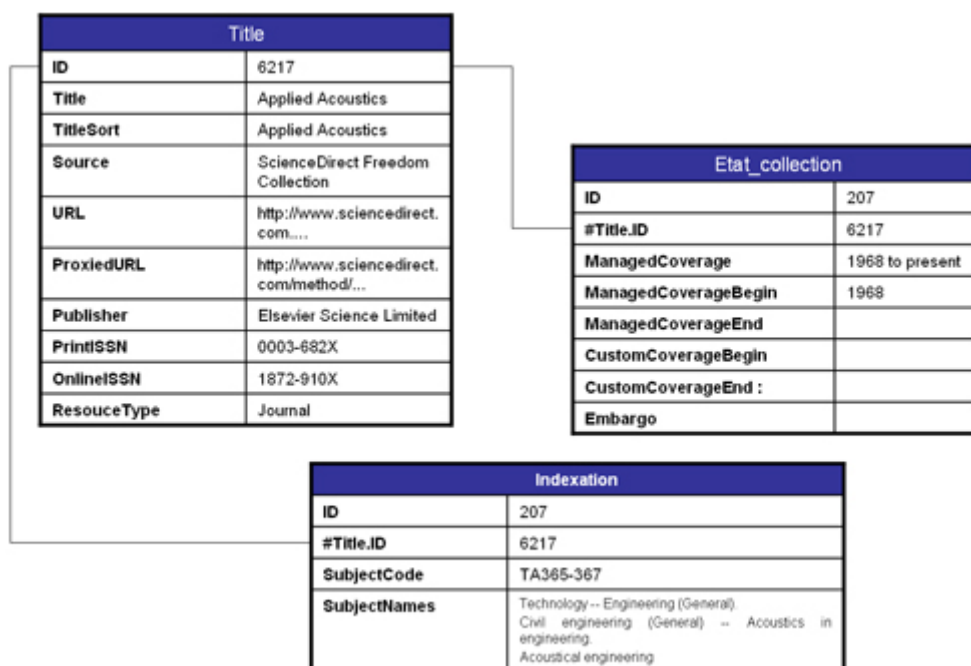 Title
ID 6217
Title Applied Acoustics
TitleSort Applied Acoustics
Source ScienceDirect Freedom
Collection
URL http://www.sciencedirect.
com....
ProxiedURL http://www.sciencedirect.
com/method/...
Publisher Elsevier Science Limited
PrintISSN 0003-682X
OnlineISSN 1872-910X
ResouceType Journal
Etat_collection
ID 207
#Title.ID 6217
ManagedCoverage 1968 to present
ManagedCoverageBegin 1968
ManagedCoverageEnd
CustomCoverageBegin
CustomCoverageEnd :
Embargo
Indexation
ID 207
#Title.ID 6217
SubjectCode TA365-367
SubjectNames Technology -- Engineering (General).
Civil engineering (General) -- Acoustics in
engineering.
Acoustical engineering